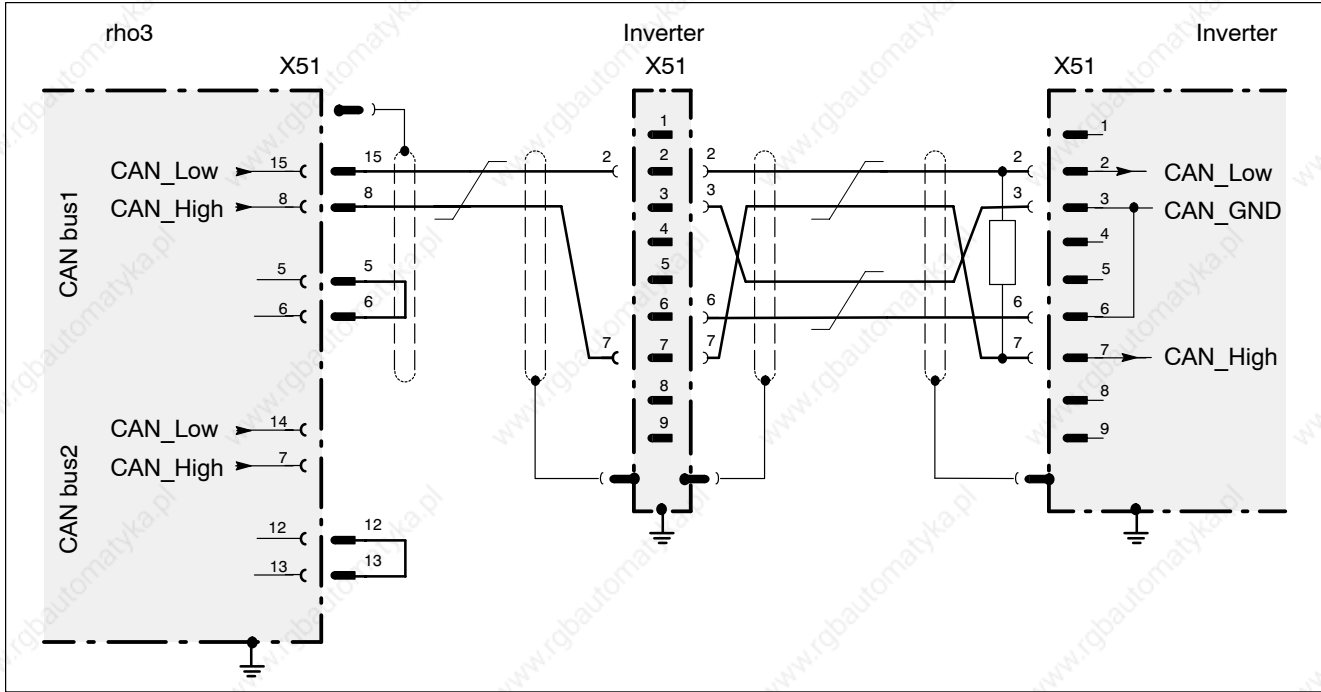 rho3 Inverter Inverter
X51 X51 X51
1 1
CAN_Low 15 15 2 2 2 2 2 CAN_Low
CAN_High 8 8 3 3 3 3 CAN_GND
4 4
CAN bus1
5 5 5 5
6 6 6 6 6 6
7 7 7 7 7 CAN_High
8 8
9 9
CAN_Low 14
CAN_High 7
CAN bus2
12 12
13 13
www.rgbautomatyka.pl